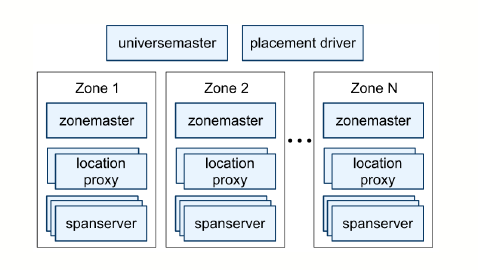 universemaster
placement driver
Zone 1
zonemaster
location
proxy
spanserver
Zone 2
zonemaster
location
proxy
spanserver
...
Zone N
zonemaster
location
proxy
spanserver